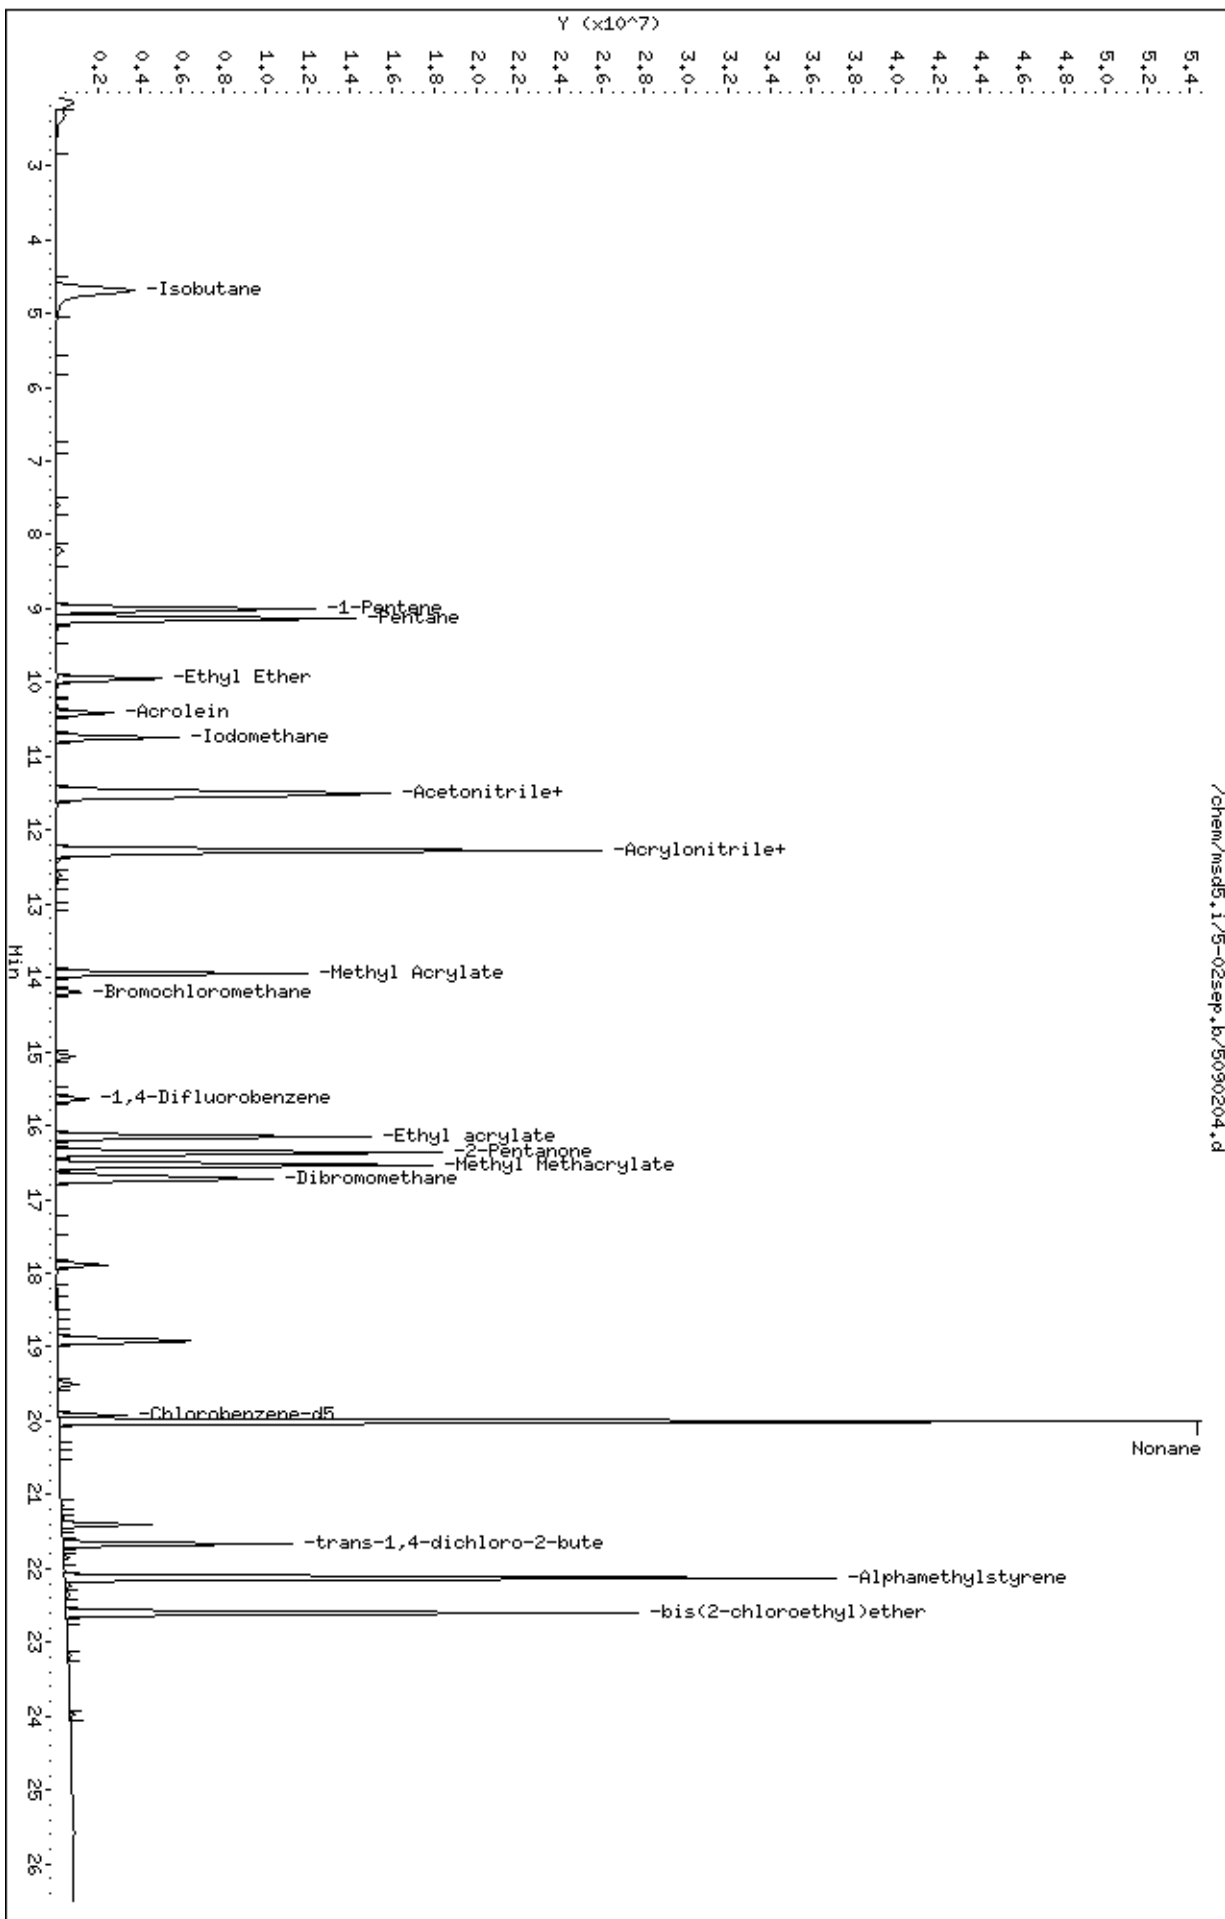 /chem/msd5.i/5-02sep.b/5090204.d
Y (x10^7)
0.2
0.4
0.6
0.8
1.0
1.2
1.4
1.6
1.8
2.0
2.2
2.4
2.6
2.8
3.0
3.2
3.4
3.6
3.8
4.0
4.2
4.4
4.6
4.8
5.0
5.2
5.4
-Isobutane
-1-Pentene
-Pentane
-Ethyl Ether
-Acrolein
-Iodomethane
-Acetonitrile+
-Acrylonitrile+
-Methyl Acrylate
-Bromochloromethane
-1,4-Difluorobenzene
-Ethyl acrylate
-2-Pentanone
-Methyl Methacrylate
-Dibromomethane
-Chlorobenzene-d5
Nonane
-trans-1,4-dichloro-2-bute
-Alphamethylstyrene
-bis(2-chloroethyl)ether
3
4
5
6
7
8
9
10
11
12
13
14
15
16
17
18
19
20
21
22
23
24
25
26
Min